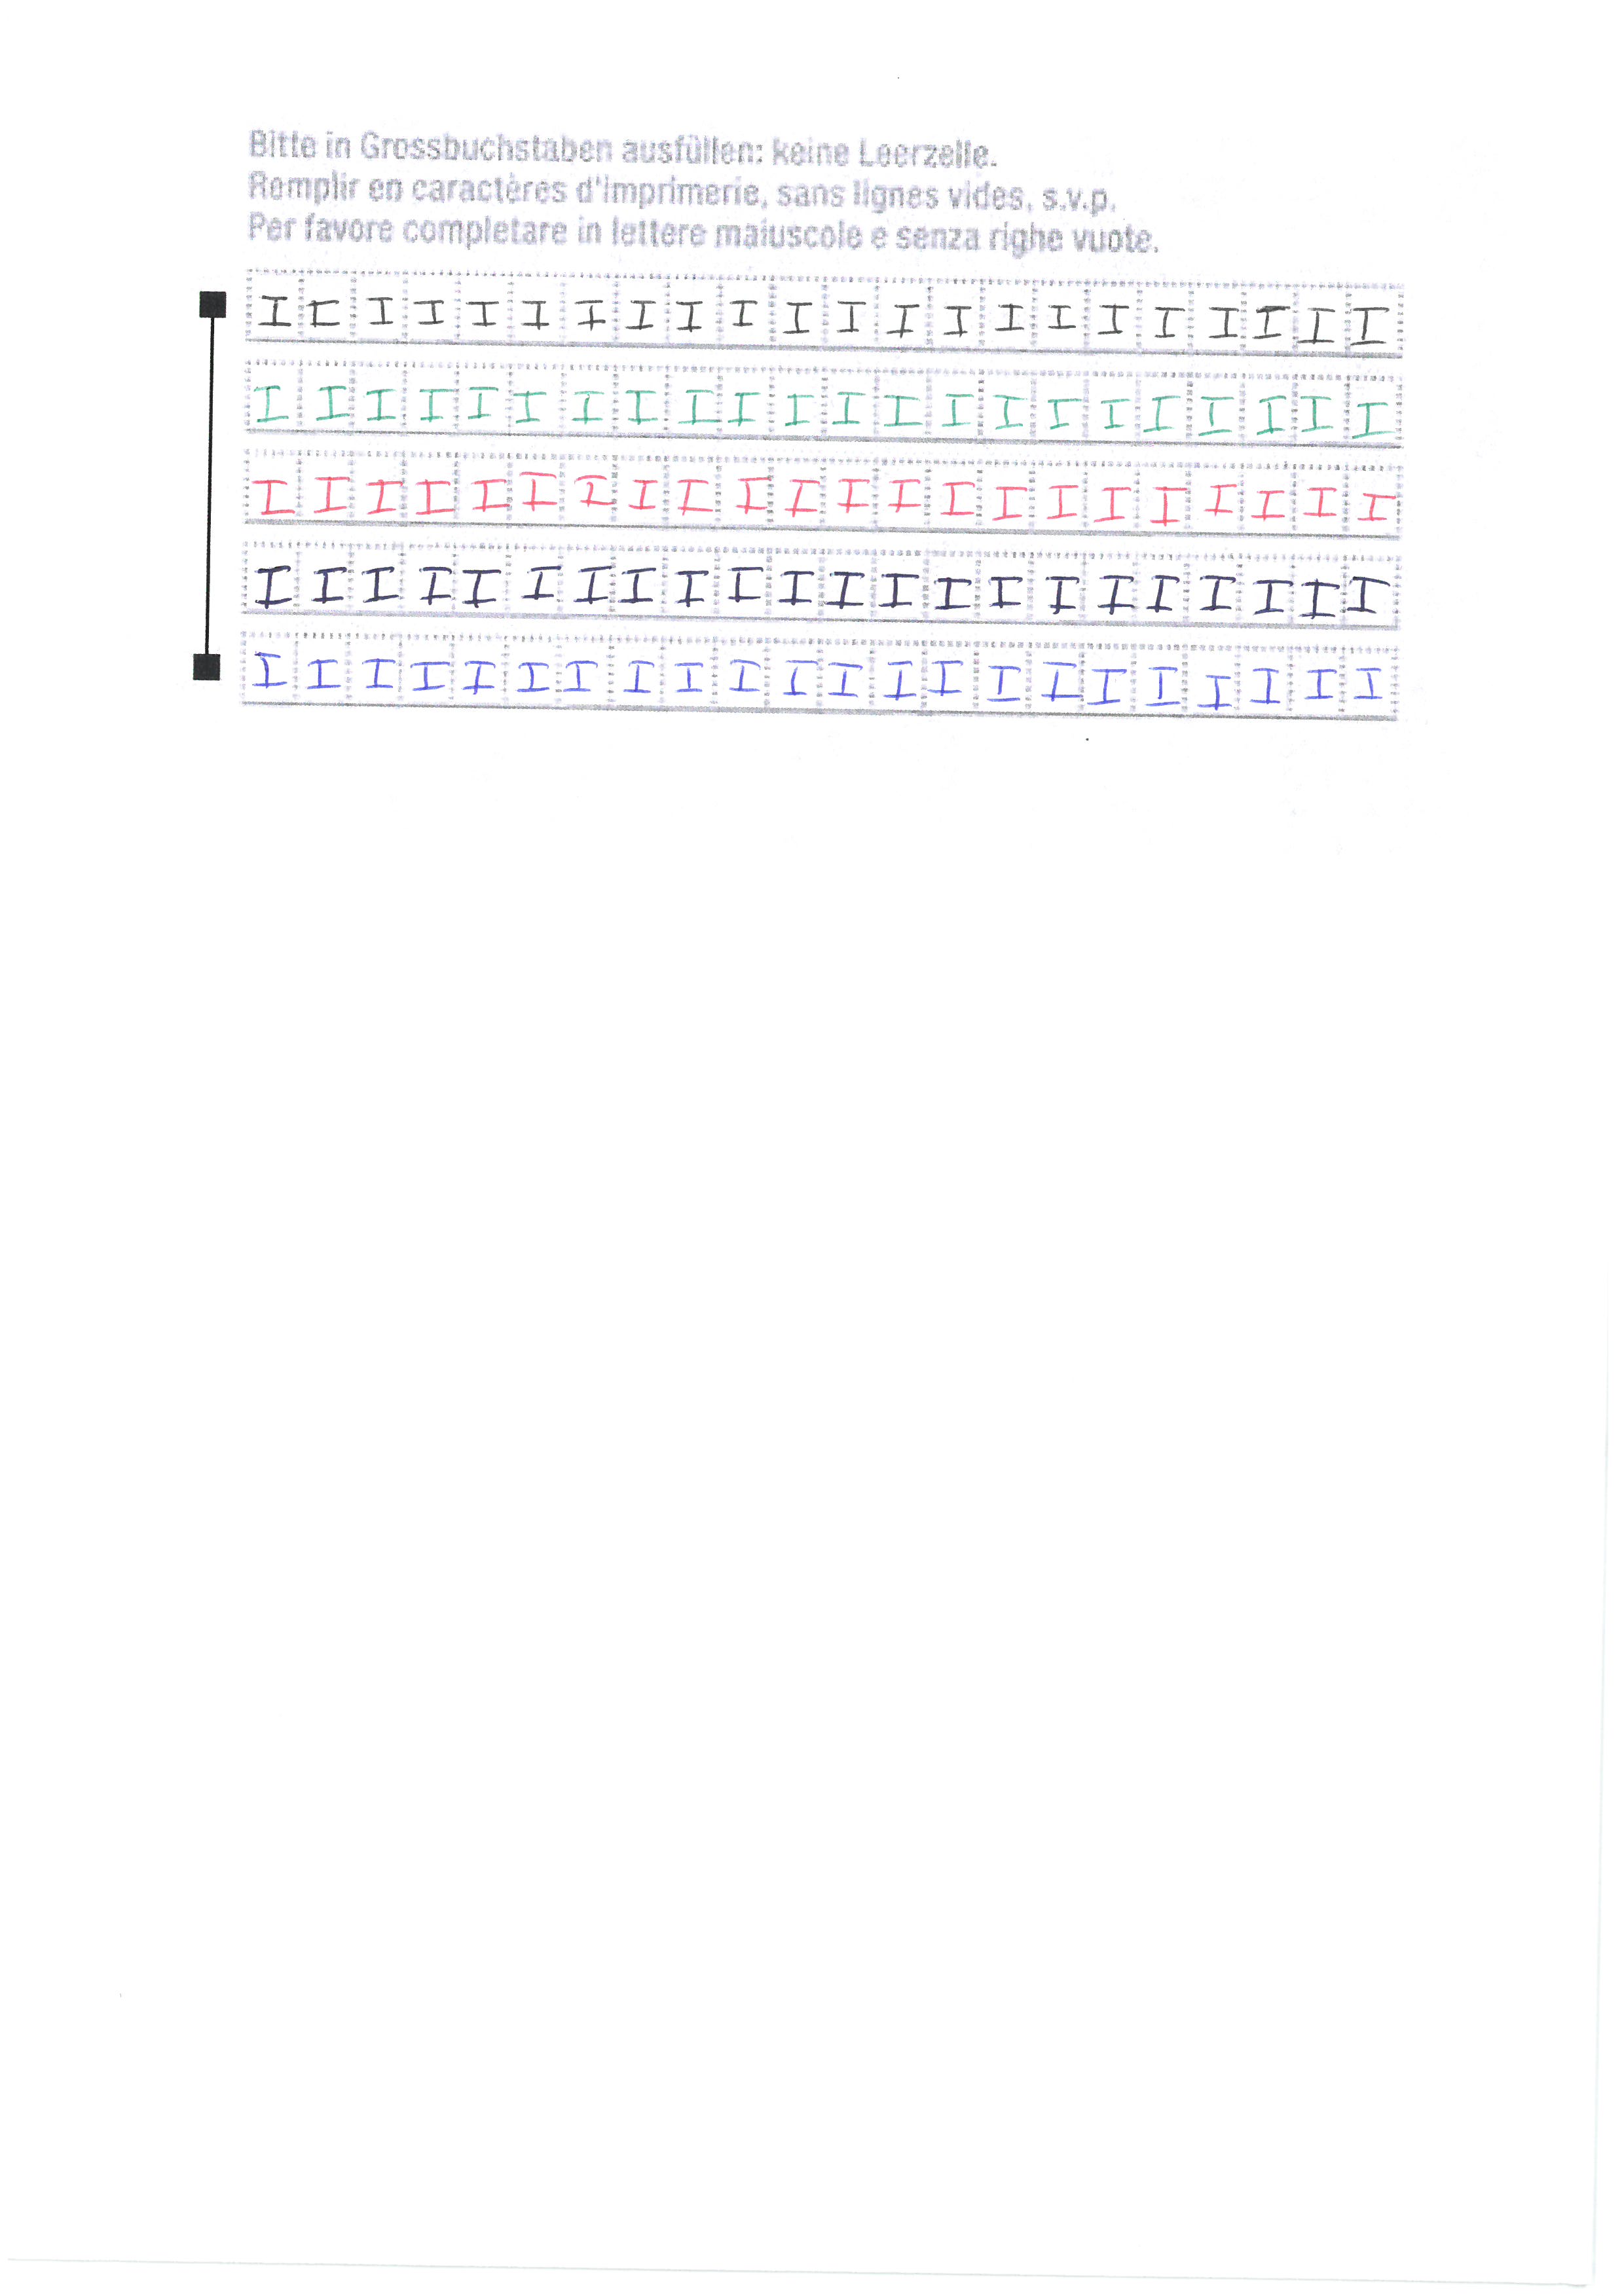 Bitte in Grossbuchstaben ausfüllen: keine Leerzeile.
Remplir en caractères d'imprimerie, sans lignes vides, s.v.p.
Per favore completare in lettere maiuscole e senza righe vuote.
I I I I I I I I I I I I I I I I I I I I I I
I I I I I I I I I I I I I I I I I I I I I I
I I I I I I I I I I I I I I I I I I I I I I
I I I I I I I I I I I I I I I I I I I I I I
I I I I I I I I I I I I I I I I I I I I I I